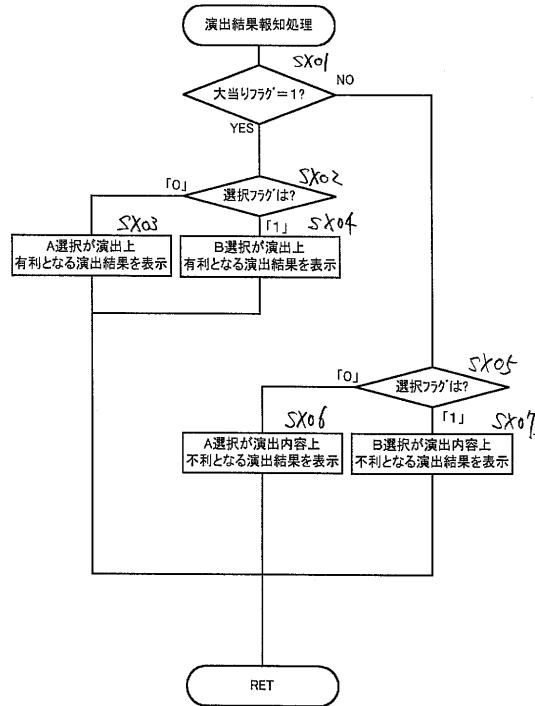 演出結果報知処理
SX01
大当りフラグ=1?
NO
YES
SX02
「0」
選択フラグは?
SX03
「1」
SX04
A選択が演出上
有利となる演出結果を表示
B選択が演出上
有利となる演出結果を表示
SX05
「0」
選択フラグは?
SX06
「1」
SX07
A選択が演出内容上
不利となる演出結果を表示
B選択が演出内容上
不利となる演出結果を表示
RET